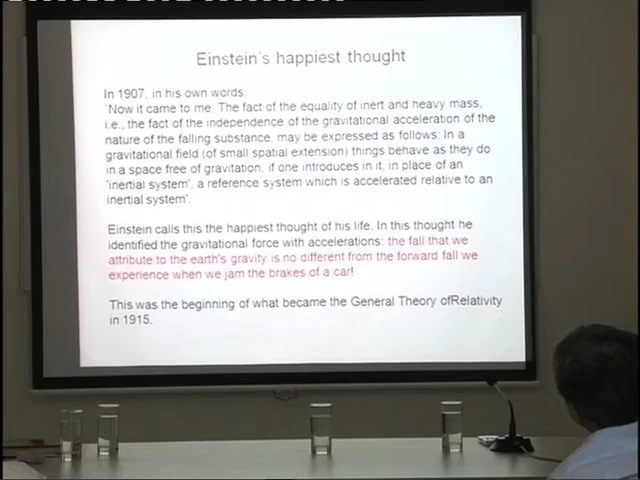 Einstein's happiest thought
In 1907, in his own words:
'Now it came to me: The fact of the equality of inert and heavy mass,
i.e., the fact of the independence of the gravitational acceleration of the
nature of the falling substance, may be expressed as follows: In a
gravitational field (of small spatial extension) things behave as they do
in a space free of gravitation, if one introduces in it, in place of an
'inertial system', a reference system which is accelerated relative to an
inertial system'.
Einstein calls this the happiest thought of his life. In this thought he
identified the gravitational force with accelerations: the fall that we
attribute to the earth's gravity is no different from the forward fall we
experience when we jam the brakes of a car!
This was the beginning of what became the General Theory ofRelativity
in 1915.